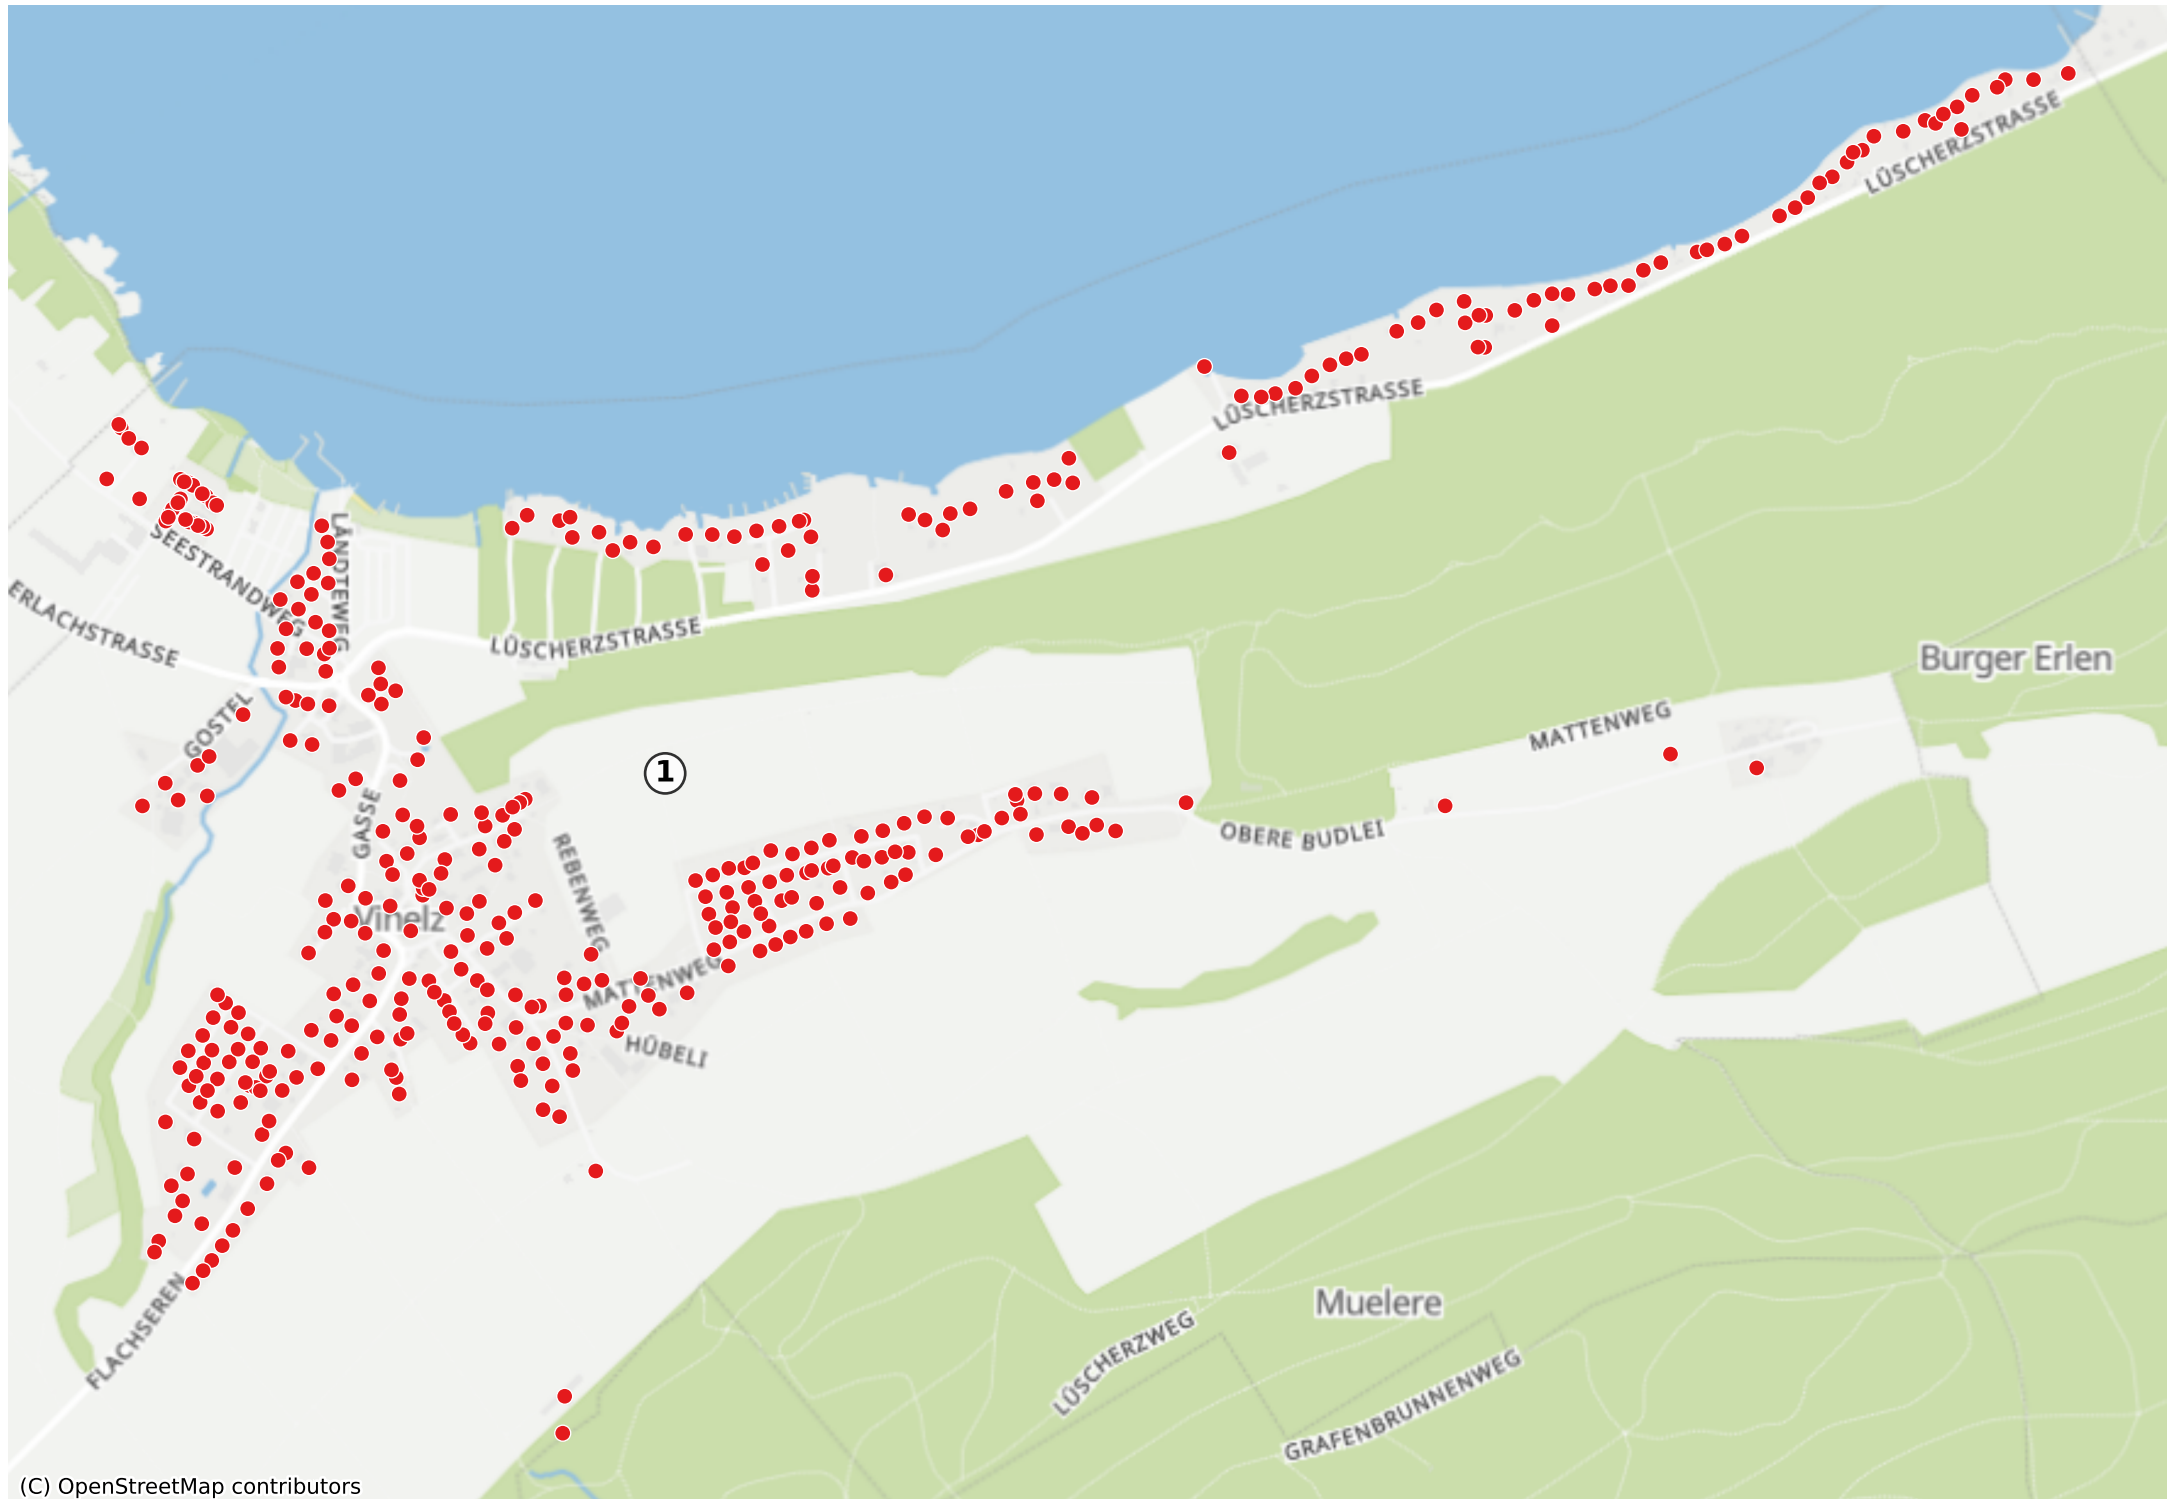 LÜSCHERZSTRASSE
LÜSCHERZSTRASSE
LÄNDTEWEG
SEESTRANDWEG
ERLACHSTRASSE
LÜSCHERZSTRASSE
Burger Erlen
GOSTEL
MATTENWEG
1
GASSE
OBERE BUDLEI
REBENWEG
Vinelz
MATTENWEG
HÜBELI
Muelere
FLACHSEREN
LÜSCHERZWEG
GRAFENBRUNNENWEG
(C) OpenStreetMap contributors